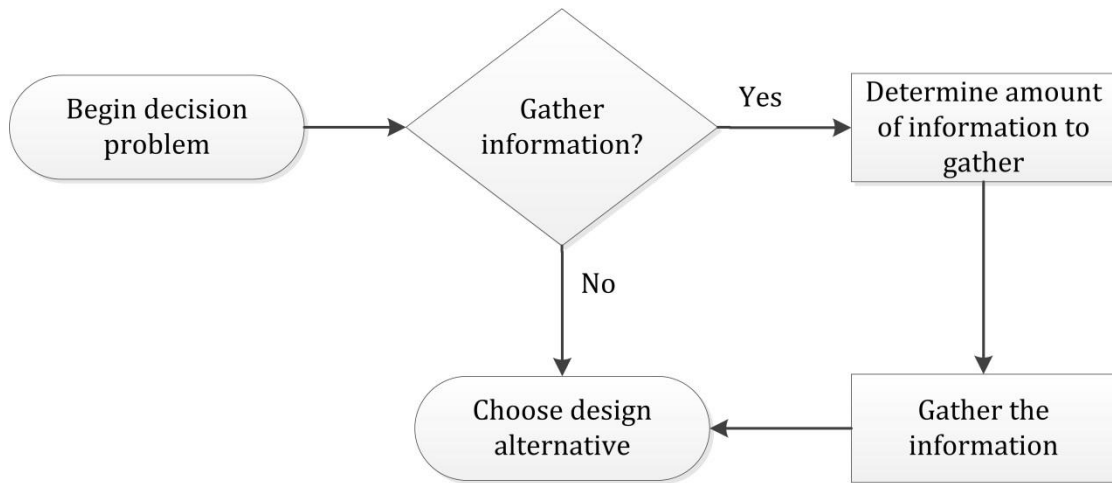 Begin decision
problem
Gather
information?
Yes
Determine amount
of information to
gather
No
Choose design
alternative
Gather the
information